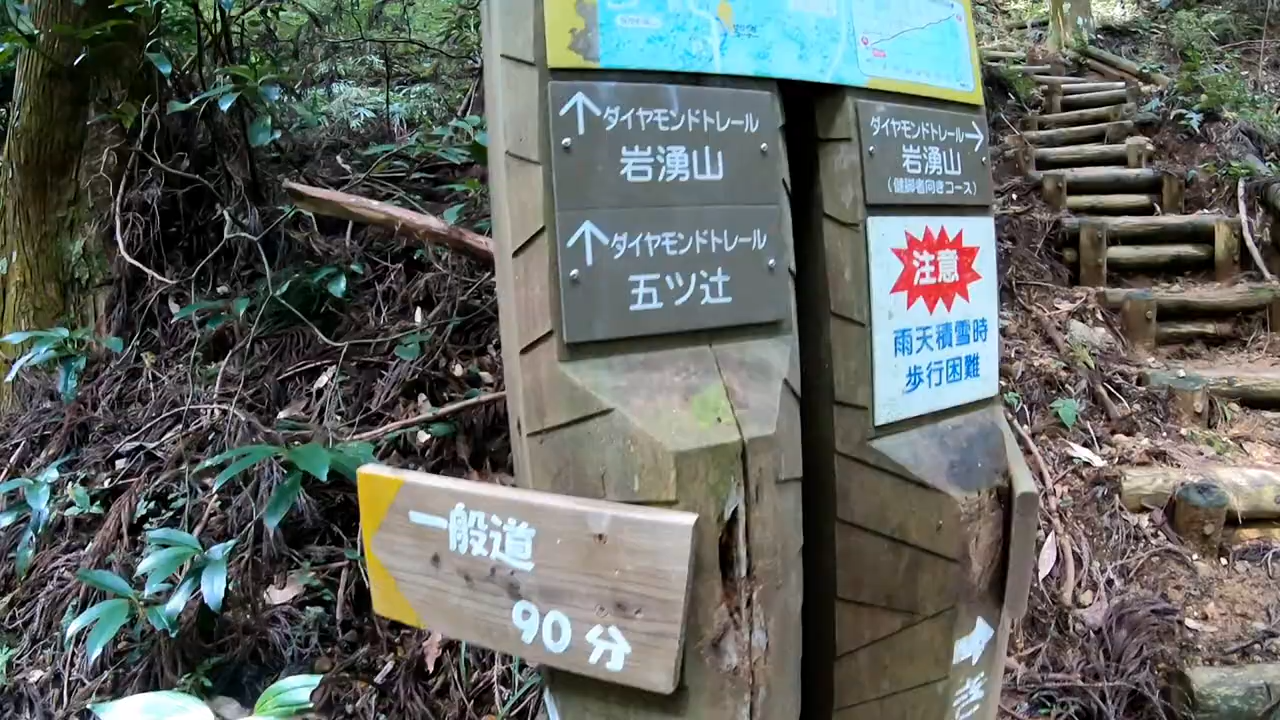 ↑ダイヤモンドトレール
岩湧山
↑ダイヤモンドトレール
五ツ辻
ダイヤモンドトレール→
岩湧山
(健脚者向きコース)
注意
雨天積雪時
歩行困難
一般道
90分
→
き